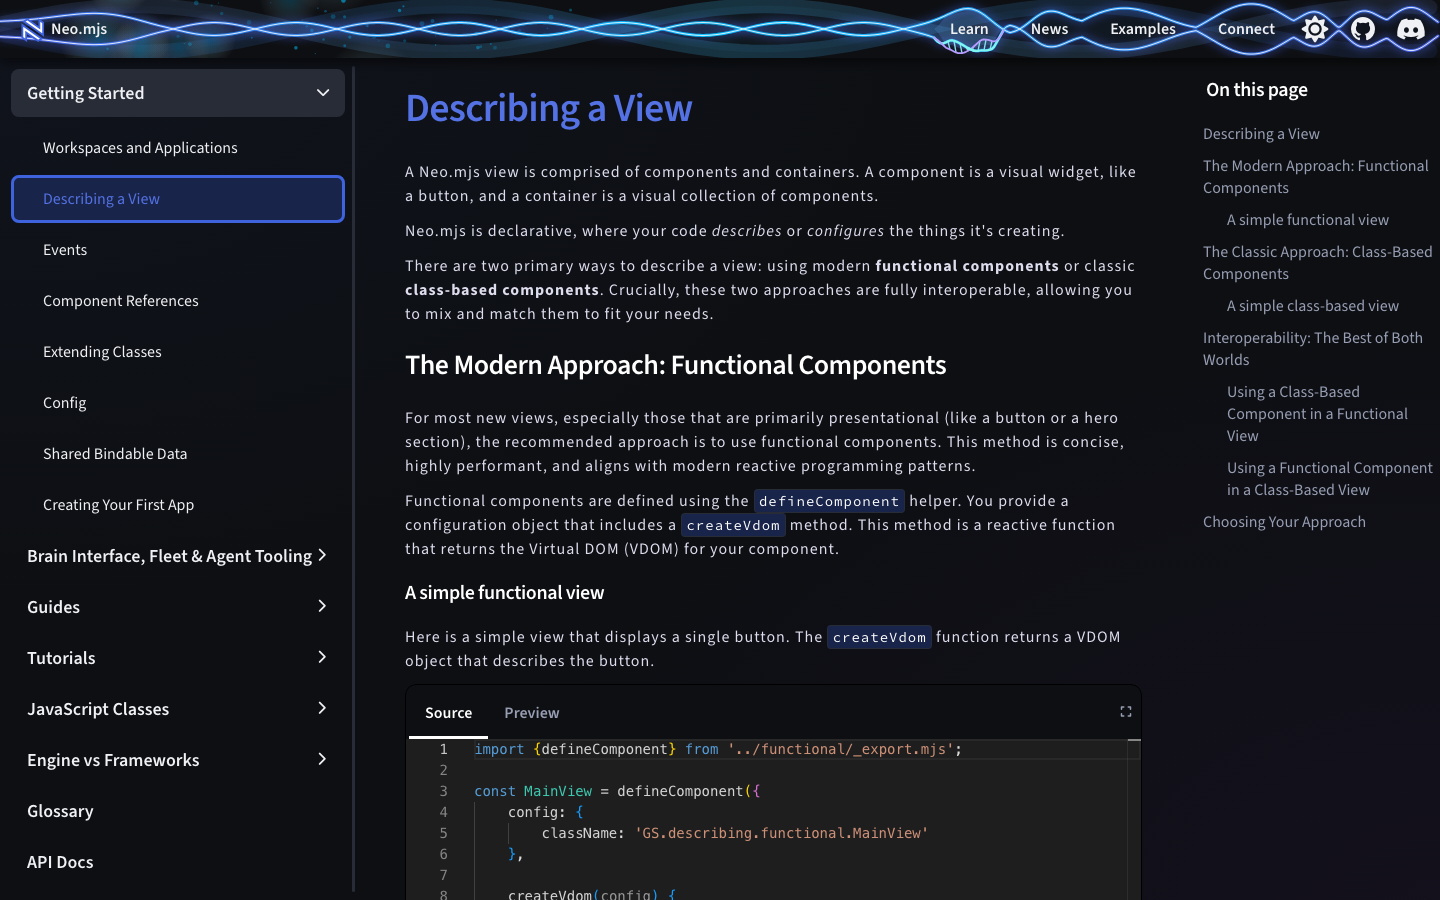 Neo.mjs
Learn
News
Examples
Connect
Getting Started
Workspaces and Applications
Describing a View
Events
Component References
Extending Classes
Config
Shared Bindable Data
Creating Your First App
Brain Interface, Fleet & Agent Tooling
Guides
Tutorials
JavaScript Classes
Engine vs Frameworks
Glossary
API Docs
Describing a View
A Neo.mjs view is comprised of components and containers. A component is a visual widget, like
a button, and a container is a visual collection of components.
Neo.mjs is declarative, where your code describes or configures the things it's creating.
There are two primary ways to describe a view: using modern functional components or classic
class-based components. Crucially, these two approaches are fully interoperable, allowing you
to mix and match them to fit your needs.
The Modern Approach: Functional Components
For most new views, especially those that are primarily presentational (like a button or a hero
section), the recommended approach is to use functional components. This method is concise,
highly performant, and aligns with modern reactive programming patterns.
Functional components are defined using the defineComponent helper. You provide a
configuration object that includes a createVdom method. This method is a reactive function
that returns the Virtual DOM (VDOM) for your component.
A simple functional view
Here is a simple view that displays a single button. The createVdom function returns a VDOM
object that describes the button.
Source
Preview
1 import {defineComponent} from '../functional/_export.mjs';
2
3 const MainView = defineComponent({
4 config: {
5 className: 'GS.describing.functional.MainView'
6 },
7
8 createVdom(config) {
On this page
Describing a View
The Modern Approach: Functional
Components
A simple functional view
The Classic Approach: Class-Based
Components
A simple class-based view
Interoperability: The Best of Both
Worlds
Using a Class-Based
Component in a Functional
View
Using a Functional Component
in a Class-Based View
Choosing Your Approach